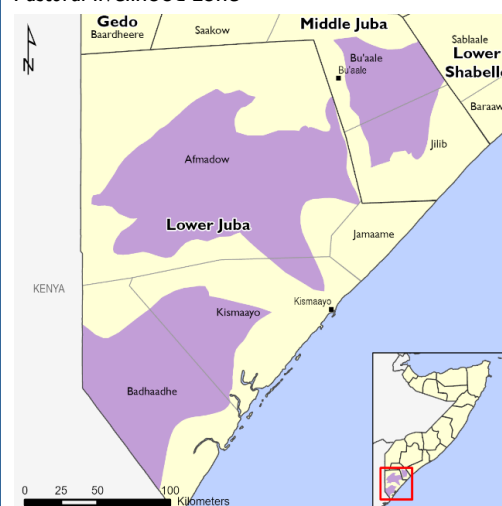 Gedo
Baardheere
Saakow
Middle Juba
Sablaale
Lower
Bu'aale
Bu'aale
N
Baraaw
Jilib
Afmadow
Lower Juba
Jamaame
KENYA
Kismaayo
Kismaayo
Badhaadhe
0 25 50 100
Kilometers